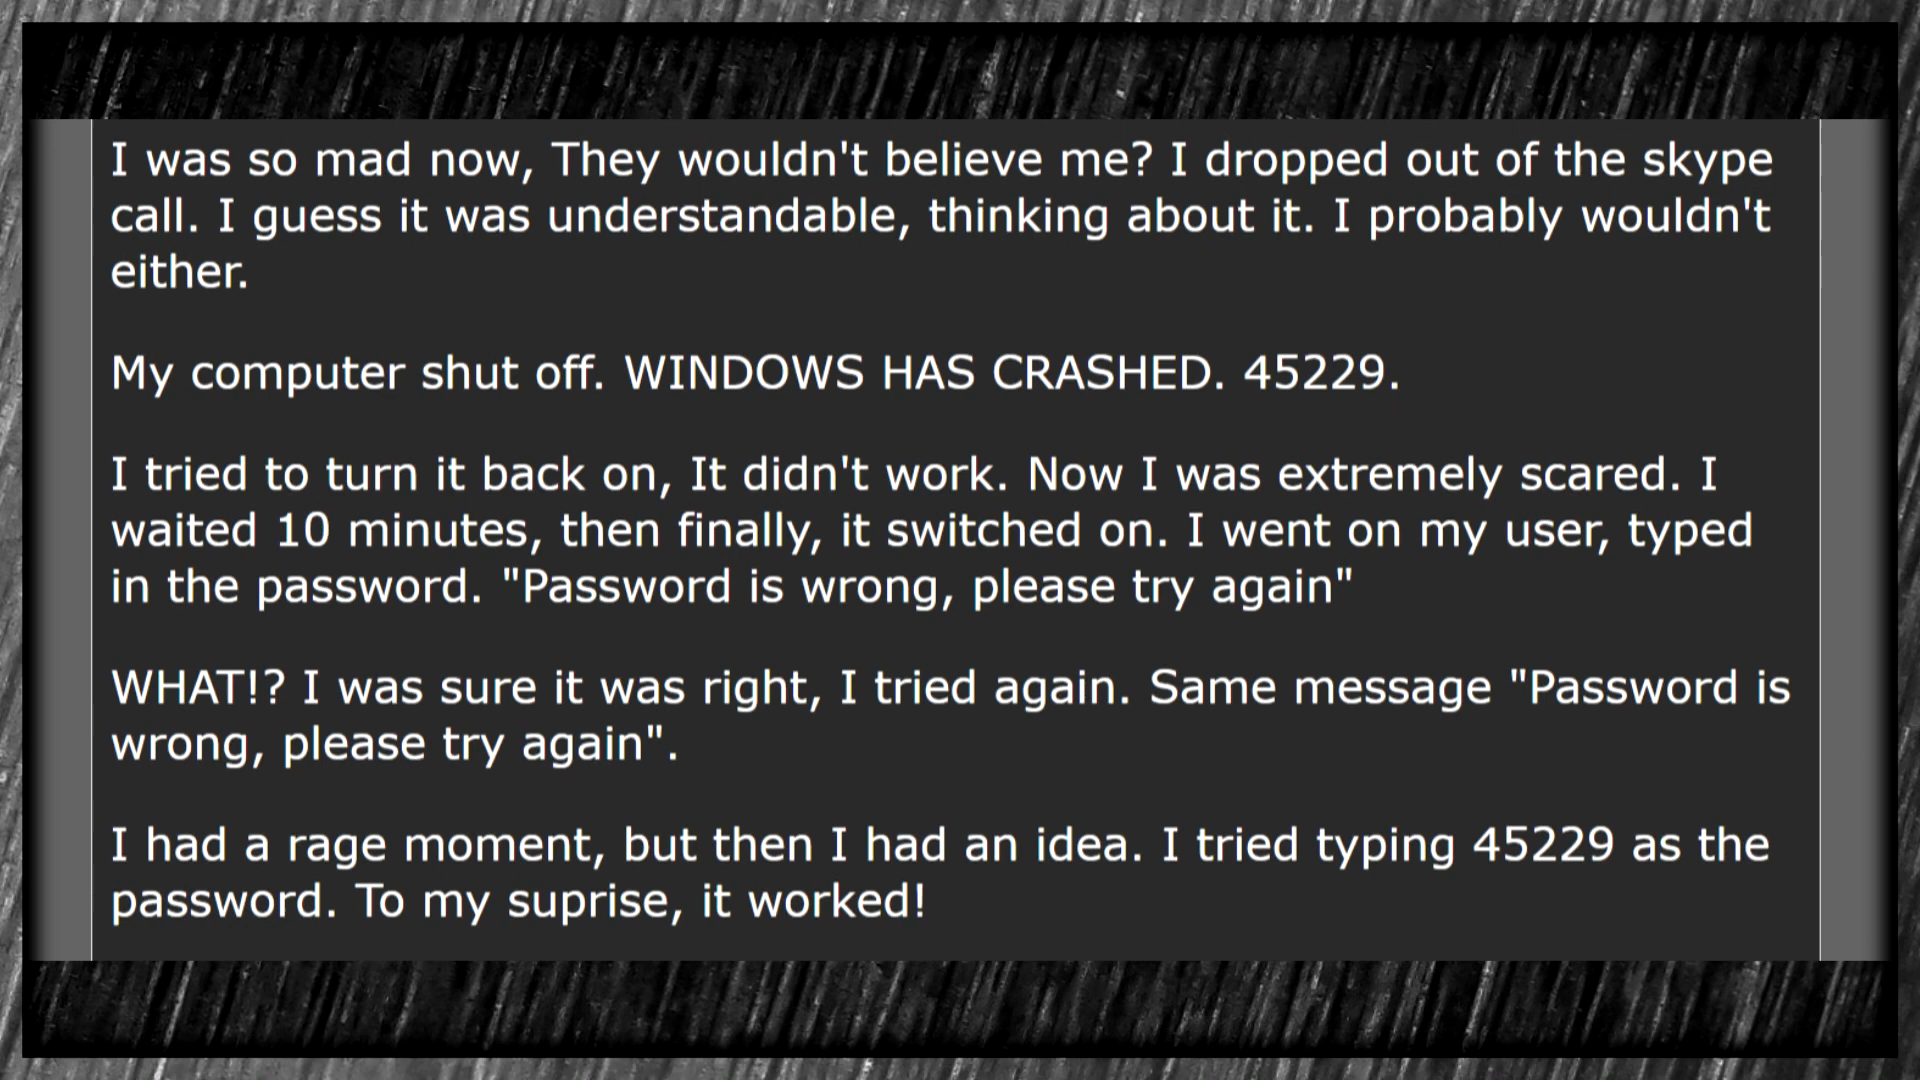 I was so mad now, They wouldn't believe me? I dropped out of the skype
call. I guess it was understandable, thinking about it. I probably wouldn't
either.
My computer shut off. WINDOWS HAS CRASHED. 45229.
I tried to turn it back on, It didn't work. Now I was extremely scared. I
waited 10 minutes, then finally, it switched on. I went on my user, typed
in the password. "Password is wrong, please try again"
WHAT!? I was sure it was right, I tried again. Same message "Password is
wrong, please try again".
I had a rage moment, but then I had an idea. I tried typing 45229 as the
password. To my suprise, it worked!